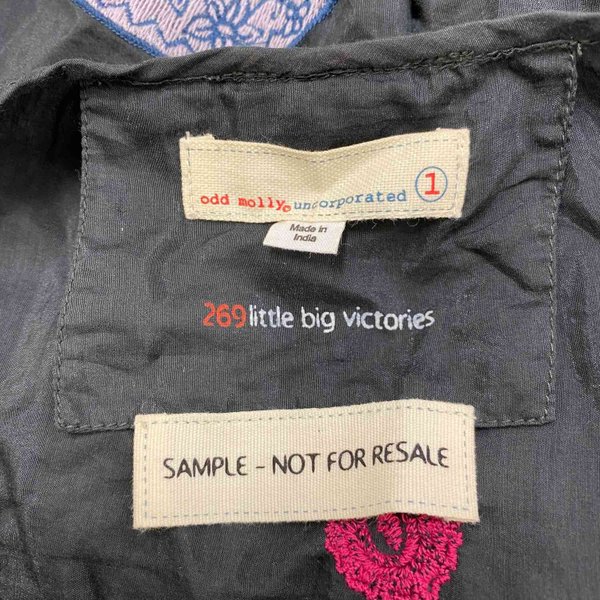 odd molly® uncorporated 1
Made in
India
269 little big victories
SAMPLE - NOT FOR RESALE